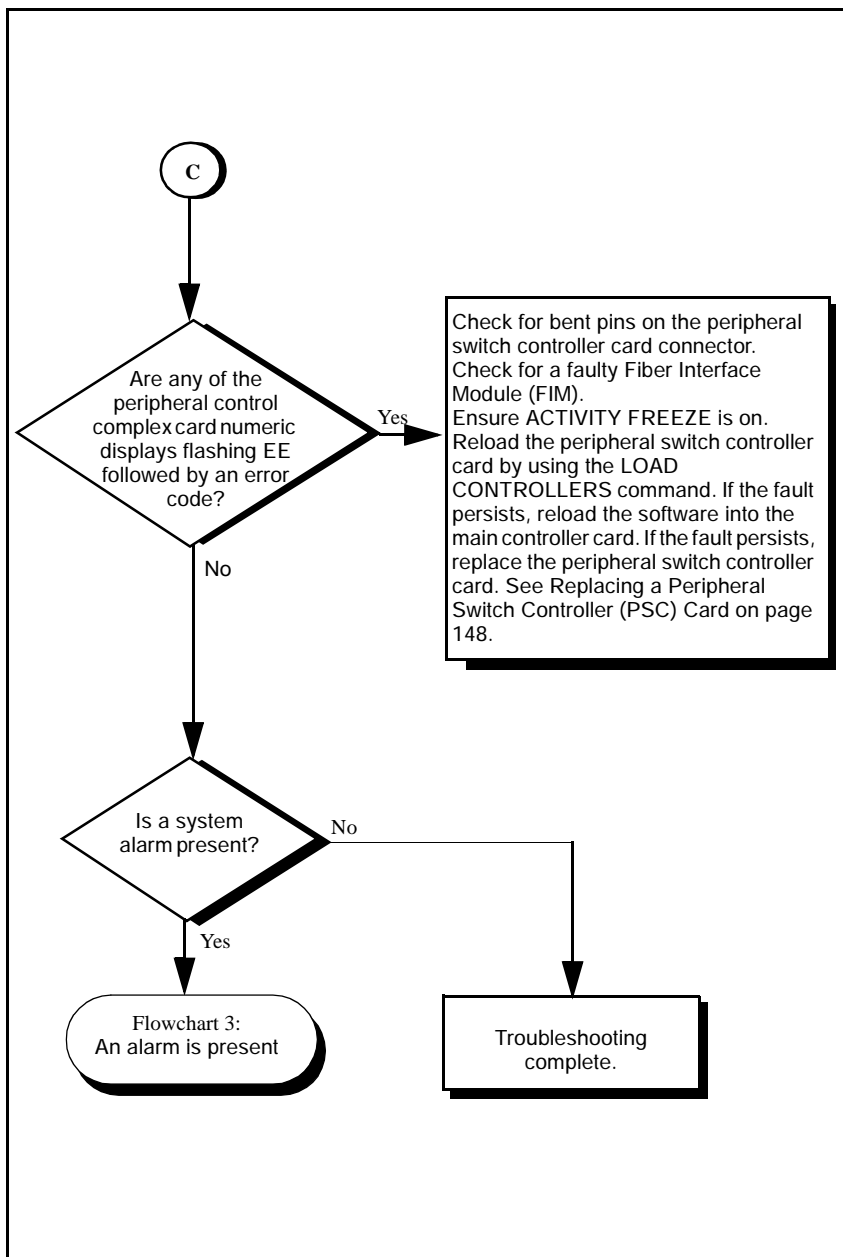 C
Are any of the
peripheral control
complex card numeric
displays flashing EE
followed by an error
code?
Yes
Check for bent pins on the peripheral
switch controller card connector.
Check for a faulty Fiber Interface
Module (FIM).
Ensure ACTIVITY FREEZE is on.
Reload the peripheral switch controller
card by using the LOAD
CONTROLLERS command. If the fault
persists, reload the software into the
main controller card. If the fault persists,
replace the peripheral switch controller
card. See Replacing a Peripheral
Switch Controller (PSC) Card on page
148.
No
Is a system
alarm present?
No
Yes
Flowchart 3:
An alarm is present
Troubleshooting
complete.